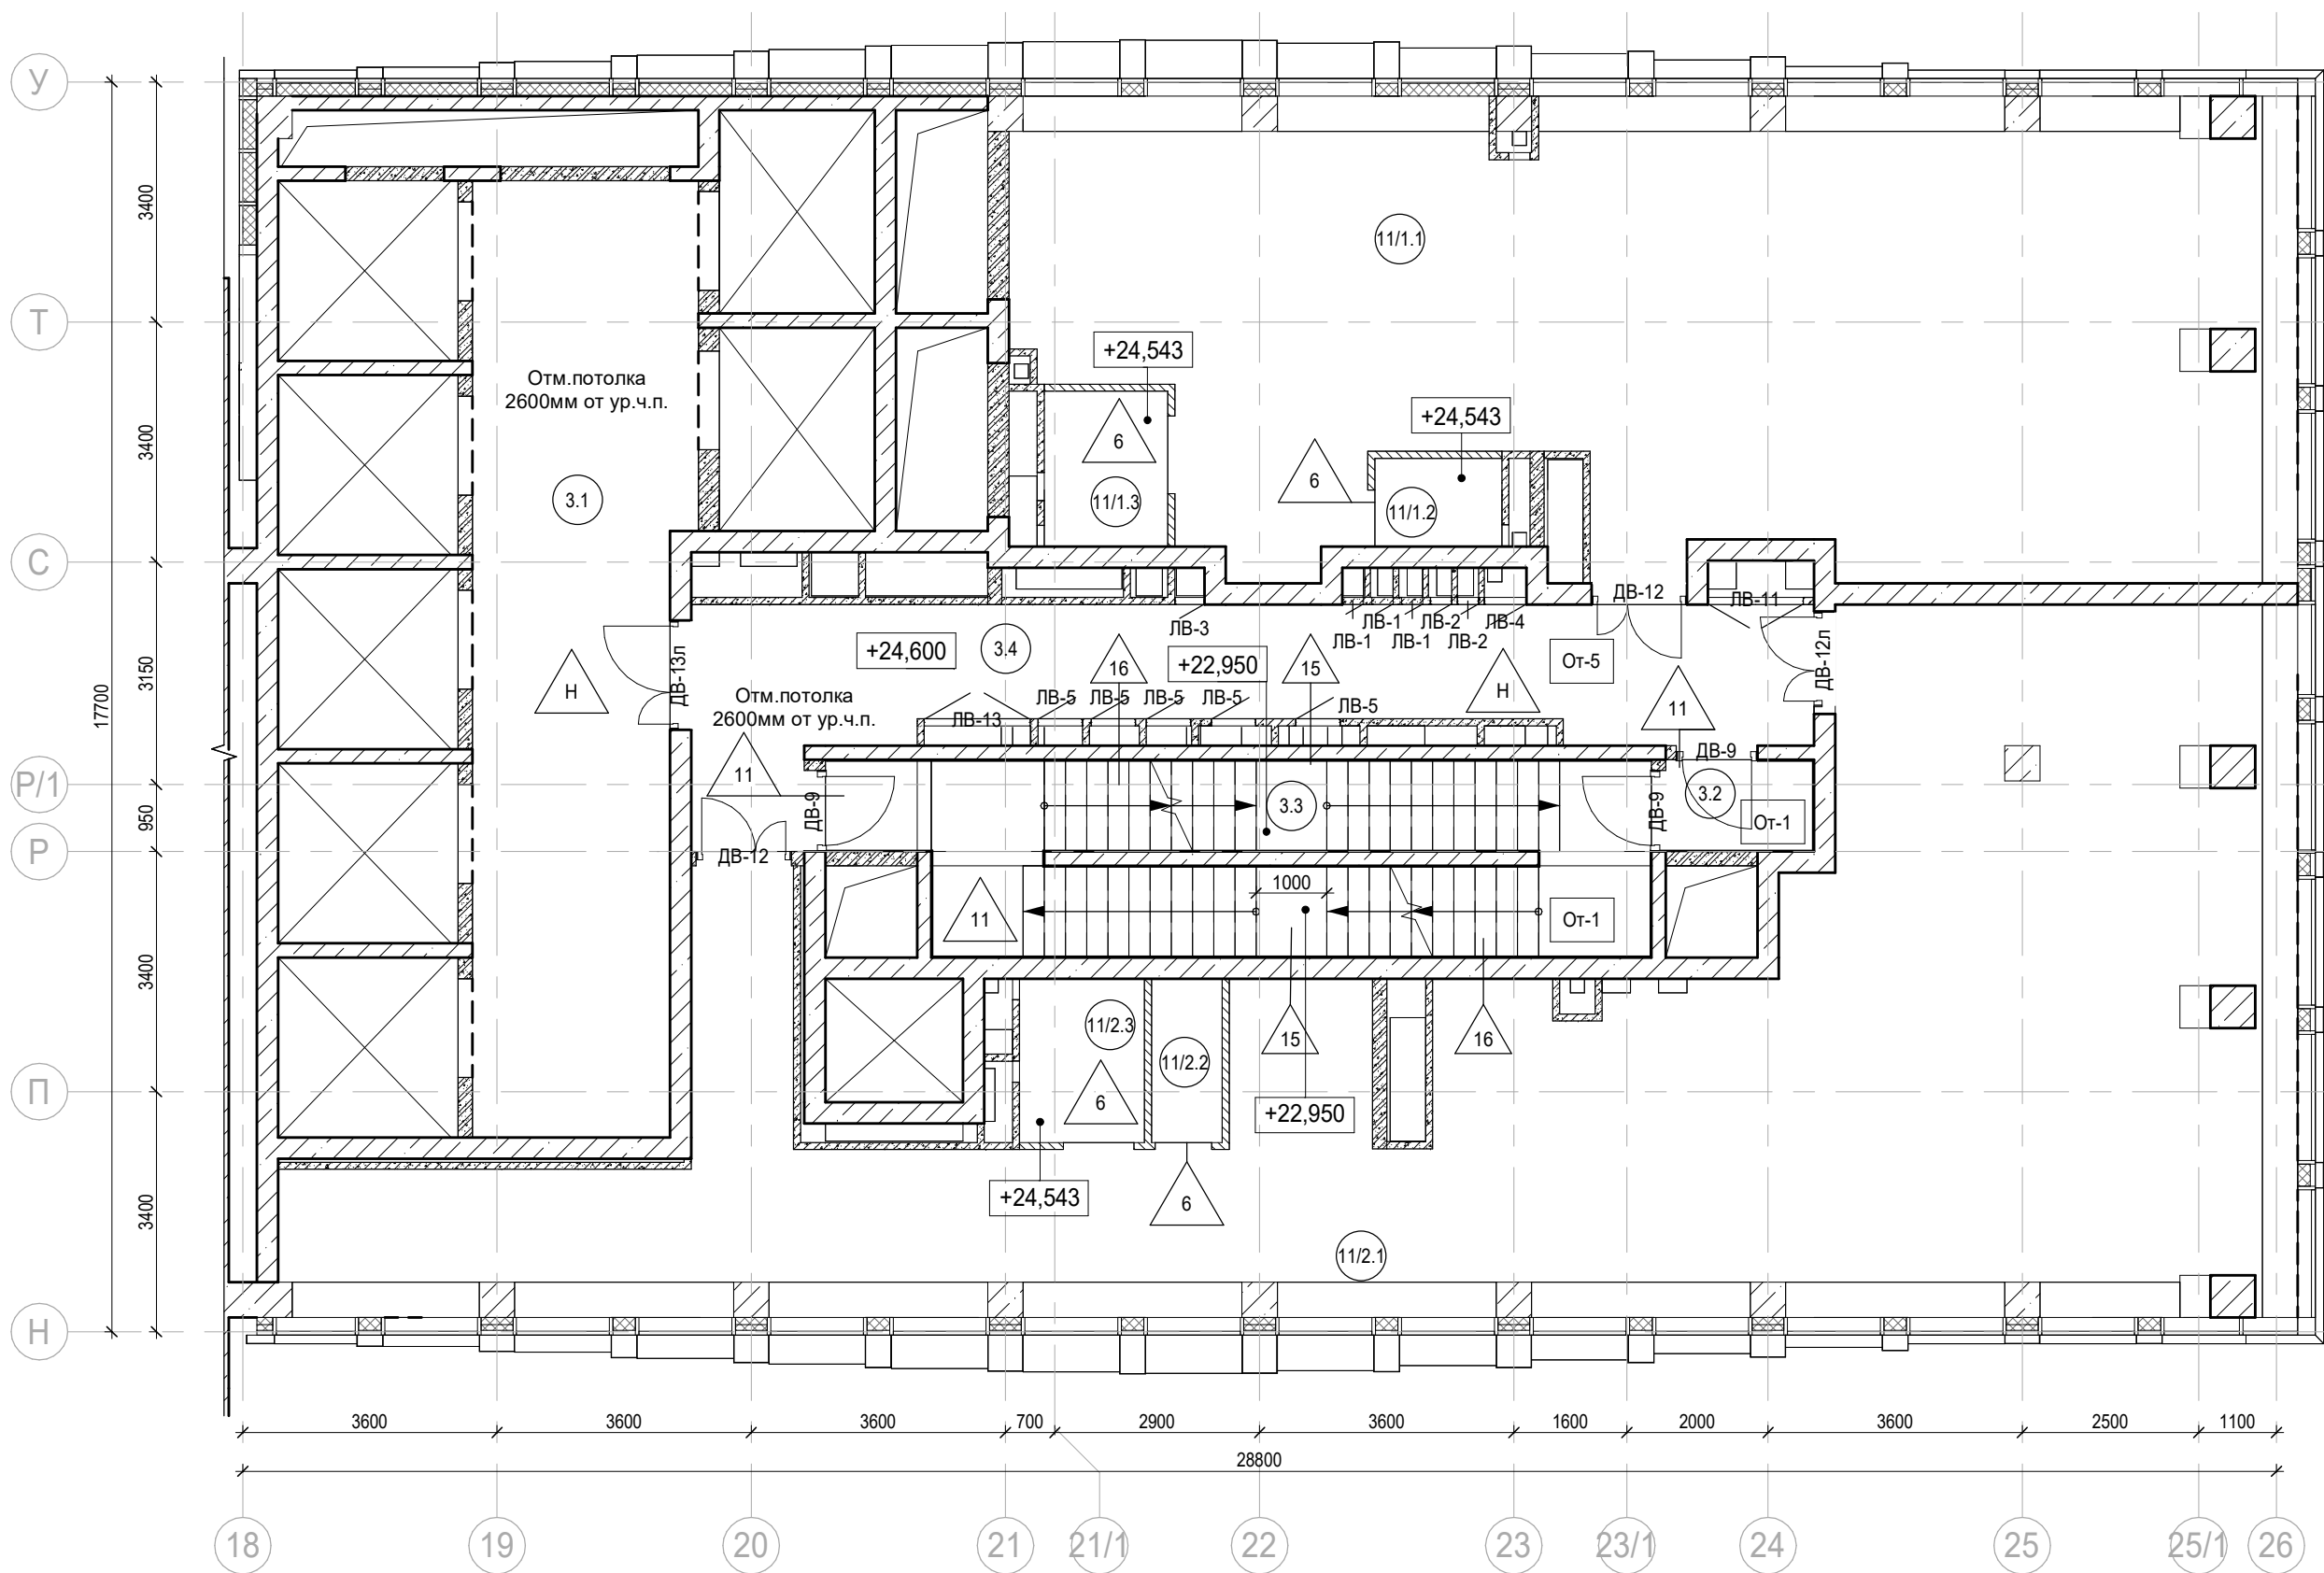 У
3400
11/1.1
Т
+24,543
Отм.потолка
2600мм от ур.ч.п.
+24,543
3400
6
6
3.1
11/1.3
11/1.2
С
ДВ-12
ЛВ-11
ЛВ-3
ЛВ-1
ЛВ-1
ЛВ-1
ЛВ-2
ЛВ-2
ЛВ-4
+24,600
3.4
16
+22,950
15
От-5
3150
17700
Н
ДВ-13л
Н
ДВ-12л
Отм.потолка
2600мм от ур.ч.п.
ЛВ-13
ЛВ-5
ЛВ-5
ЛВ-5
ЛВ-5
ЛВ-5
11
11
ДВ-9
Р/1
ДВ-9
3.3
ДВ-9
3.2
От-1
950
Р
ДВ-12
1000
11
От-1
3400
11/2.3
11/2.2
15
16
П
6
+22,950
+24,543
6
3400
11/2.1
Н
3600
3600
3600
700
2900
3600
1600
2000
3600
2500
1100
28800
18
19
20
21
21/1
22
23
23/1
24
25
25/1
26